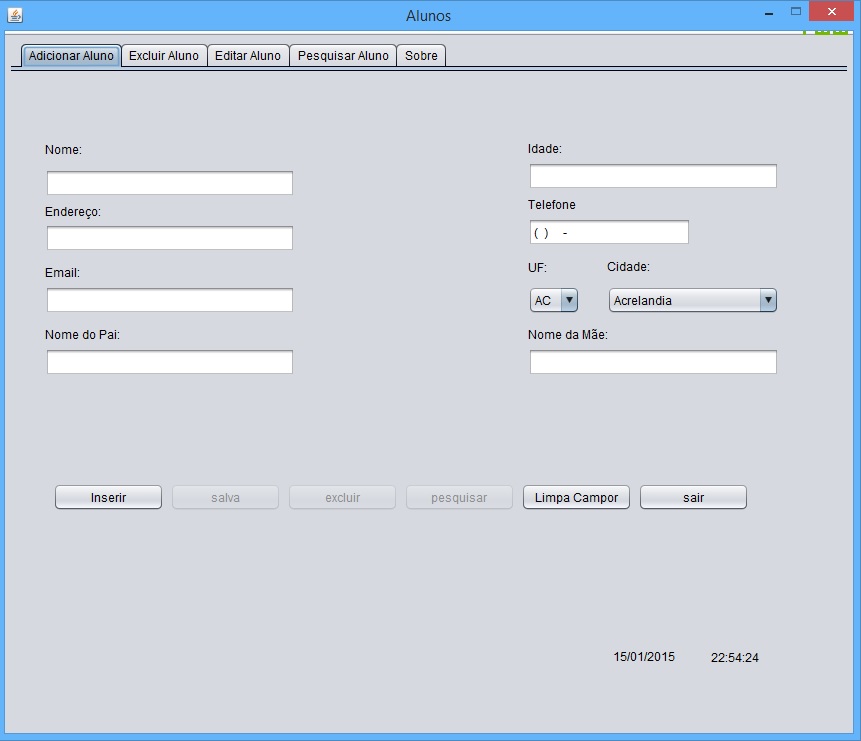 Alunos
Adicionar Aluno Excluir Aluno Editar Aluno Pesquisar Aluno Sobre
Nome: Idade:
Endereço: Telefone
( ) -
Email: UF: Cidade:
AC Acrelandia
Nome do Pai: Nome da Mãe:
Inserir salva excluir pesquisar Limpa Campor sair
15/01/2015 22:54:24